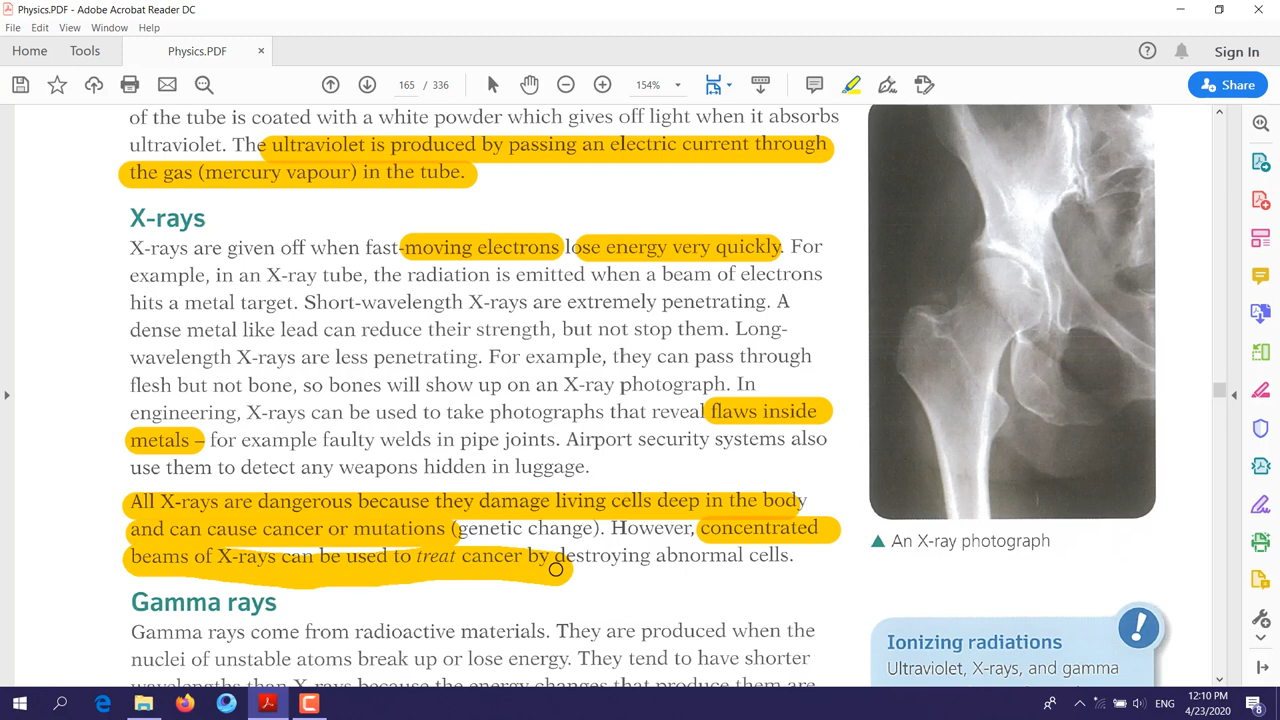 Physics.PDF - Adobe Acrobat Reader DC
File Edit View Window Help
Home Tools Physics.PDF × Sign In
165 / 336 154% Share
of the tube is coated with a white powder which gives off light when it absorbs
ultraviolet. The ultraviolet is produced by passing an electric current through
the gas (mercury vapour) in the tube.
X-rays
X-rays are given off when fast-moving electrons lose energy very quickly. For
example, in an X-ray tube, the radiation is emitted when a beam of electrons
hits a metal target. Short-wavelength X-rays are extremely penetrating. A
dense metal like lead can reduce their strength, but not stop them. Long-
wavelength X-rays are less penetrating. For example, they can pass through
flesh but not bone, so bones will show up on an X-ray photograph. In
engineering, X-rays can be used to take photographs that reveal flaws inside
metals – for example faulty welds in pipe joints. Airport security systems also
use them to detect any weapons hidden in luggage.
All X-rays are dangerous because they damage living cells deep in the body
and can cause cancer or mutations (genetic change). However, concentrated
beams of X-rays can be used to treat cancer by destroying abnormal cells.
▲ An X-ray photograph
Gamma rays
Gamma rays come from radioactive materials. They are produced when the
nuclei of unstable atoms break up or lose energy. They tend to have shorter
wavelengths than X-rays because the energy changes that produce them are
Ionizing radiations
Ultraviolet, X-rays, and gamma
ENG
12:10 PM
4/23/2020
8